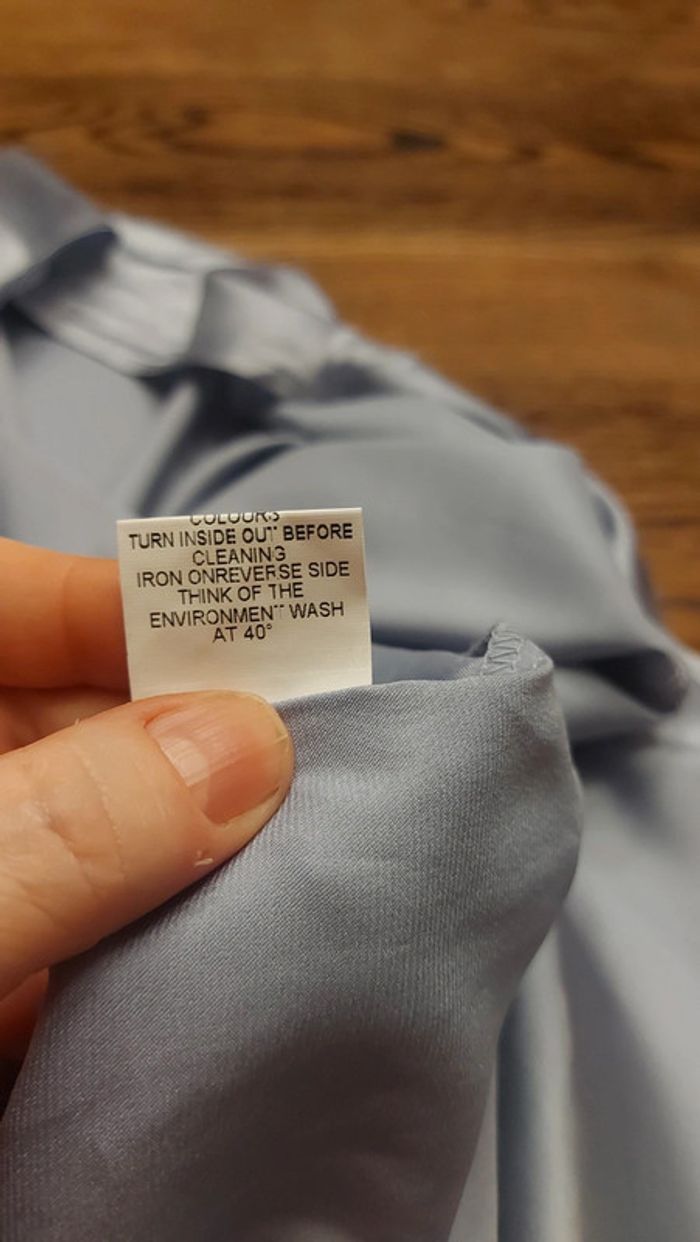 COLOURS
TURN INSIDE OUT BEFORE
CLEANING
IRON ONREVERSE SIDE
THINK OF THE
ENVIRONMENT WASH
AT 40°